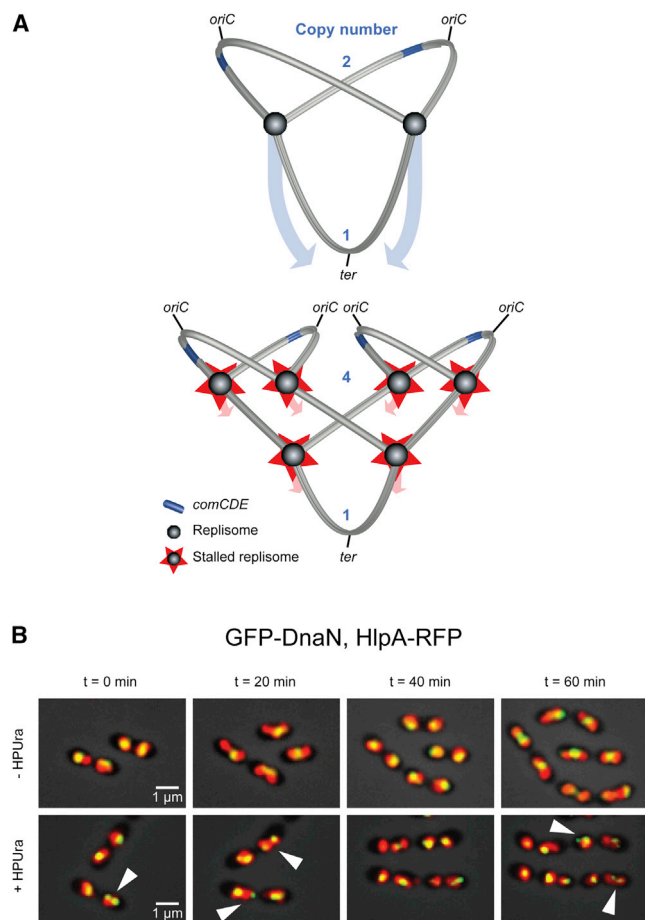 A
oriC
oriC
Copy number
2
1
ter
oriC
oriC
oriC
oriC
4
comCDE
Replisome
Stalled replisome
1
ter
B
GFP-DnaN, HlpA-RFP
t = 0 min
t = 20 min
t = 40 min
t = 60 min
- HPUra
1 μm
+ HPUra
1 μm